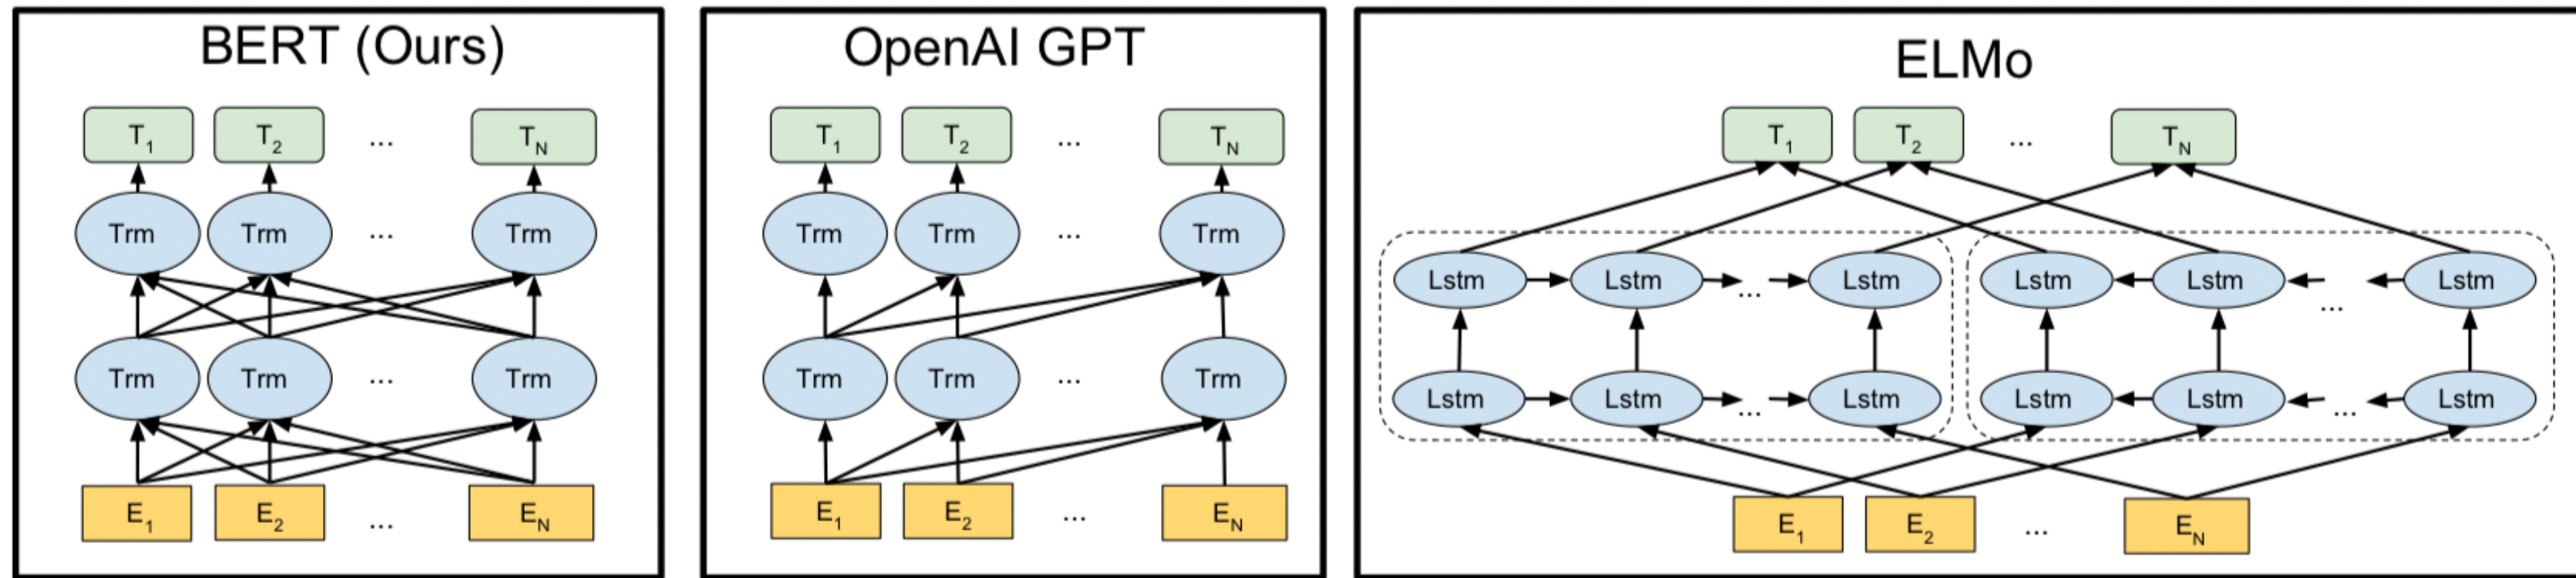 BERT (Ours)
T1 T2 ... TN
Trm Trm ... Trm
Trm Trm ... Trm
E1 E2 ... EN
OpenAI GPT
T1 T2 ... TN
Trm Trm ... Trm
Trm Trm ... Trm
E1 E2 ... EN
ELMo
T1 T2 ... TN
Lstm Lstm ... Lstm Lstm Lstm ... Lstm
Lstm Lstm ... Lstm Lstm Lstm ... Lstm
E1 E2 ... EN